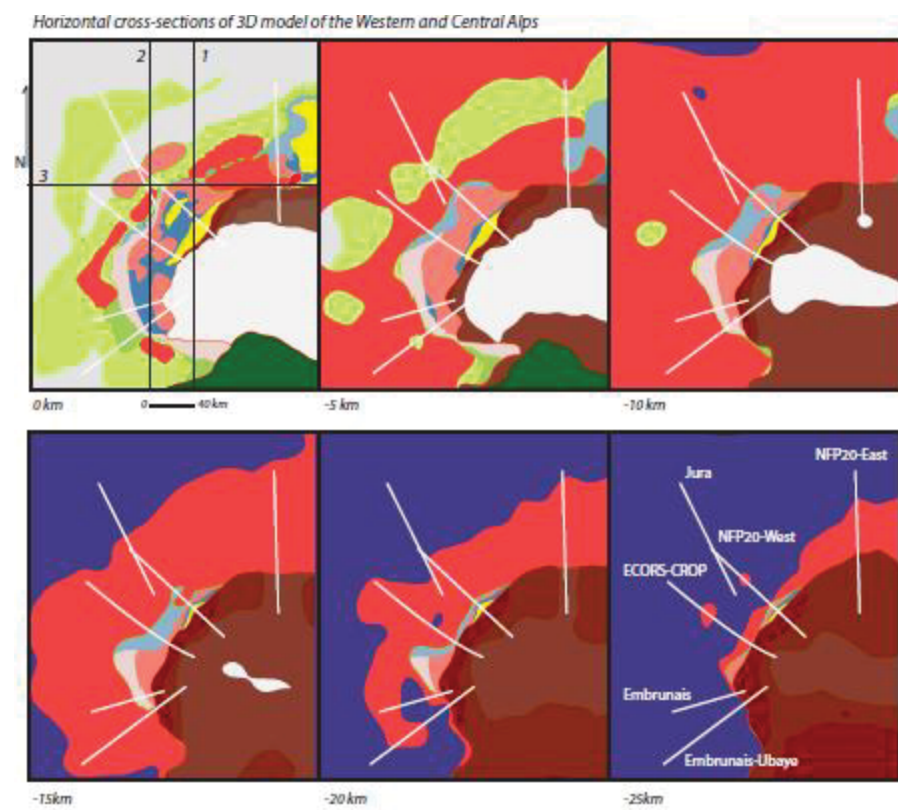 Horizontal cross-sections of 3D model of the Western and Central Alps
2
1
N
3
0 km
0
40 km
-5 km
-10 km
Jura
NFP20-East
NFP20-West
ECORS-CROP
Embrunais
Embrunais-Ubaye
-15km
-20 km
-25km